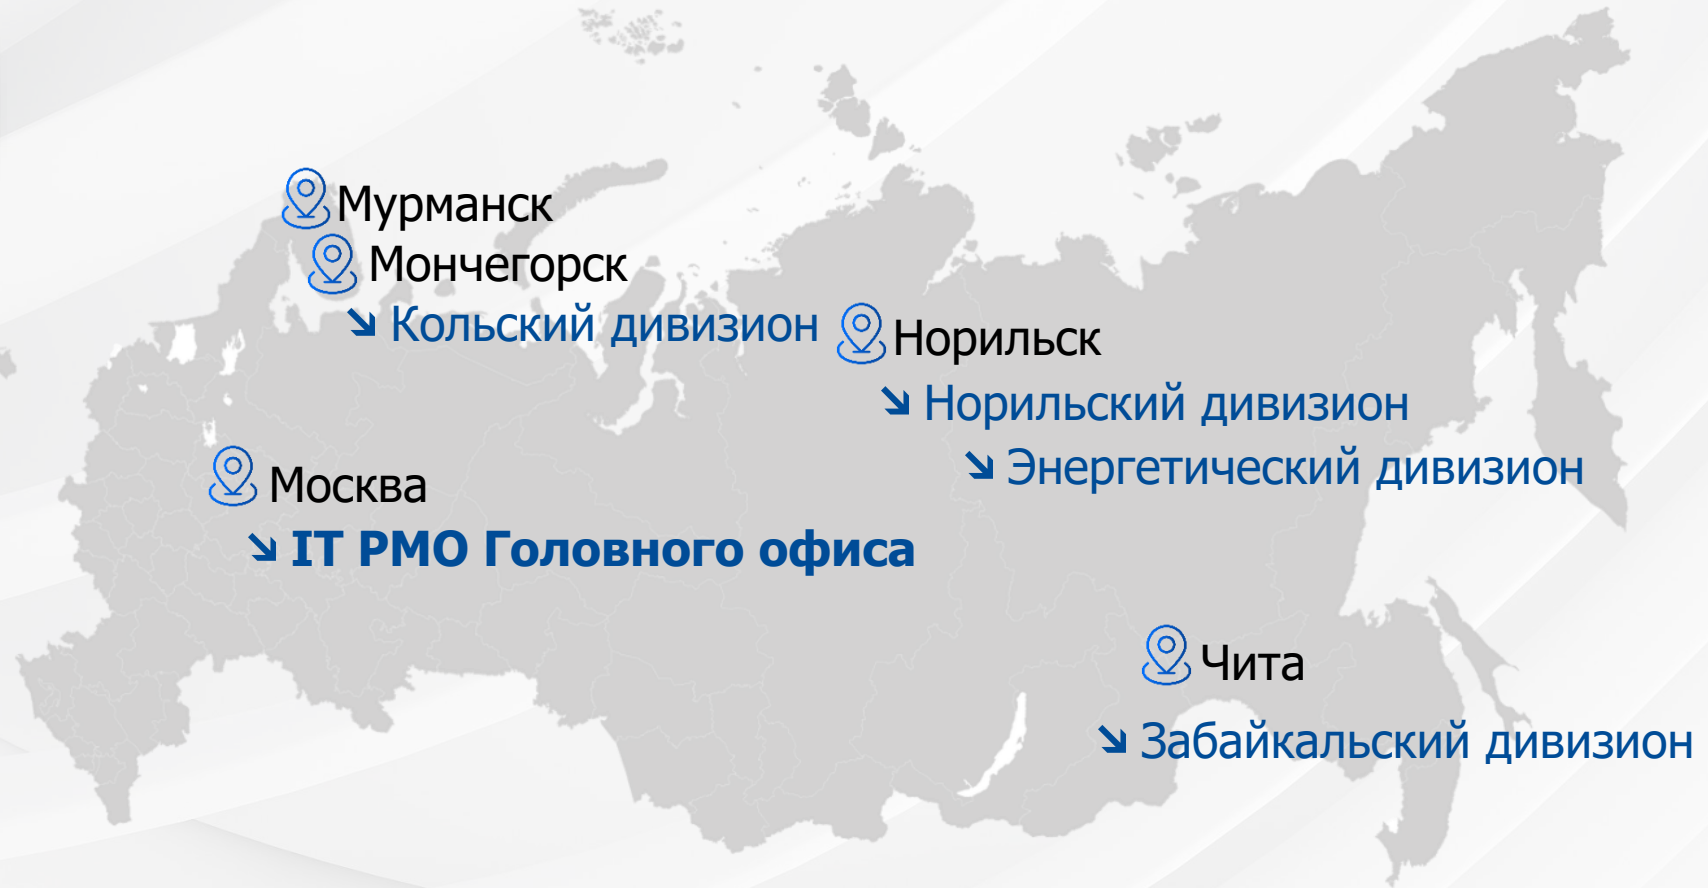 Мурманск
Мончегорск
Кольский дивизион
Норильск
Норильский дивизион
Энергетический дивизион
Москва
IT PMO Головного офиса
Чита
Забайкальский дивизион